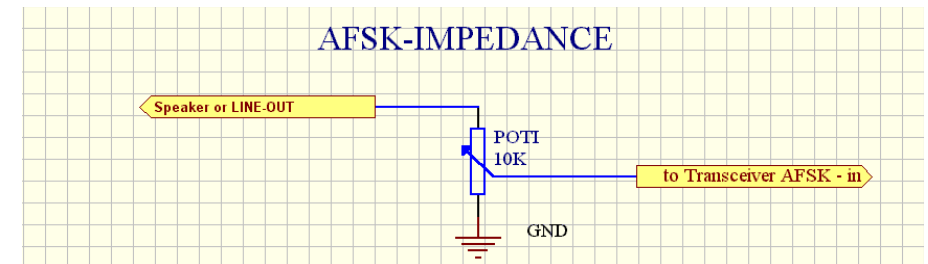 AFSK-IMPEDANCE
Speaker or LINE-OUT
POTI
10K
to Transceiver AFSK - in
GND